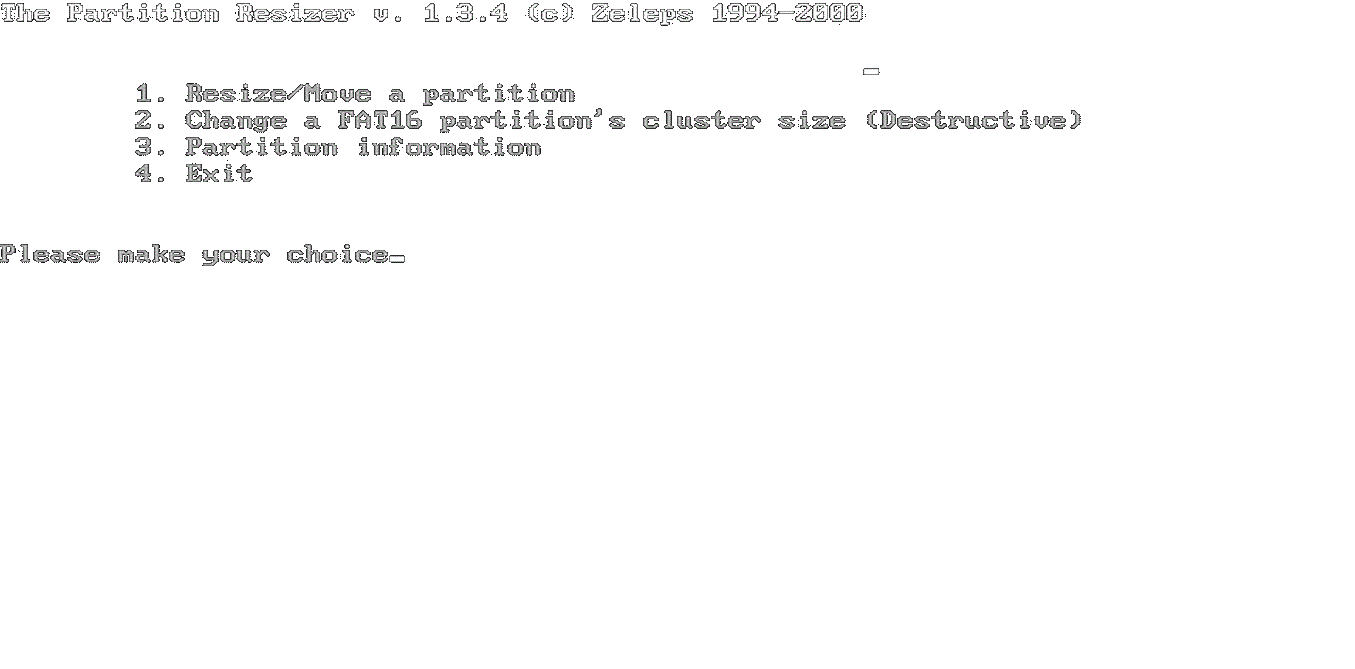 The Partition Resizer v. 1.3.4 (c) Zeleps 1994-2000
1. Resize/Move a partition
2. Change a FAT16 partition's cluster size (Destructive)
3. Partition information
4. Exit
Please make your choice_